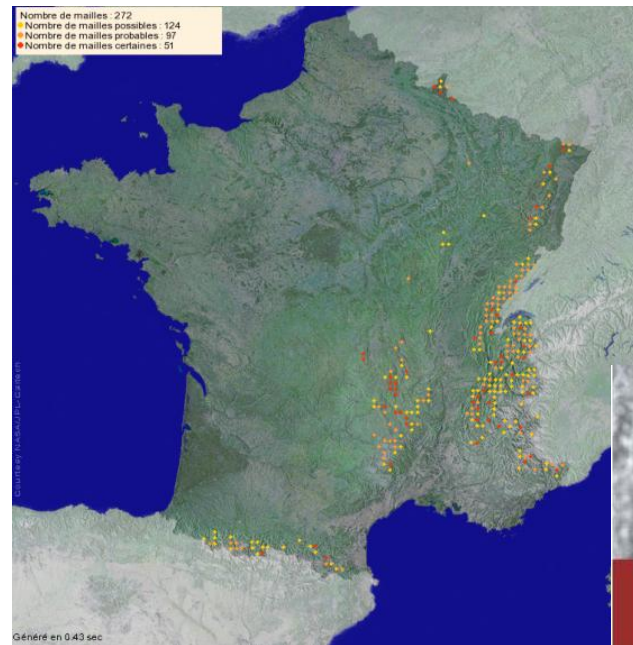 Nombre de mailles : 272
Nombre de mailles possibles : 124
Nombre de mailles probables : 97
Nombre de mailles certaines : 51
Courtesy NASA/JPL-Caltech
Généré en 0.43 sec